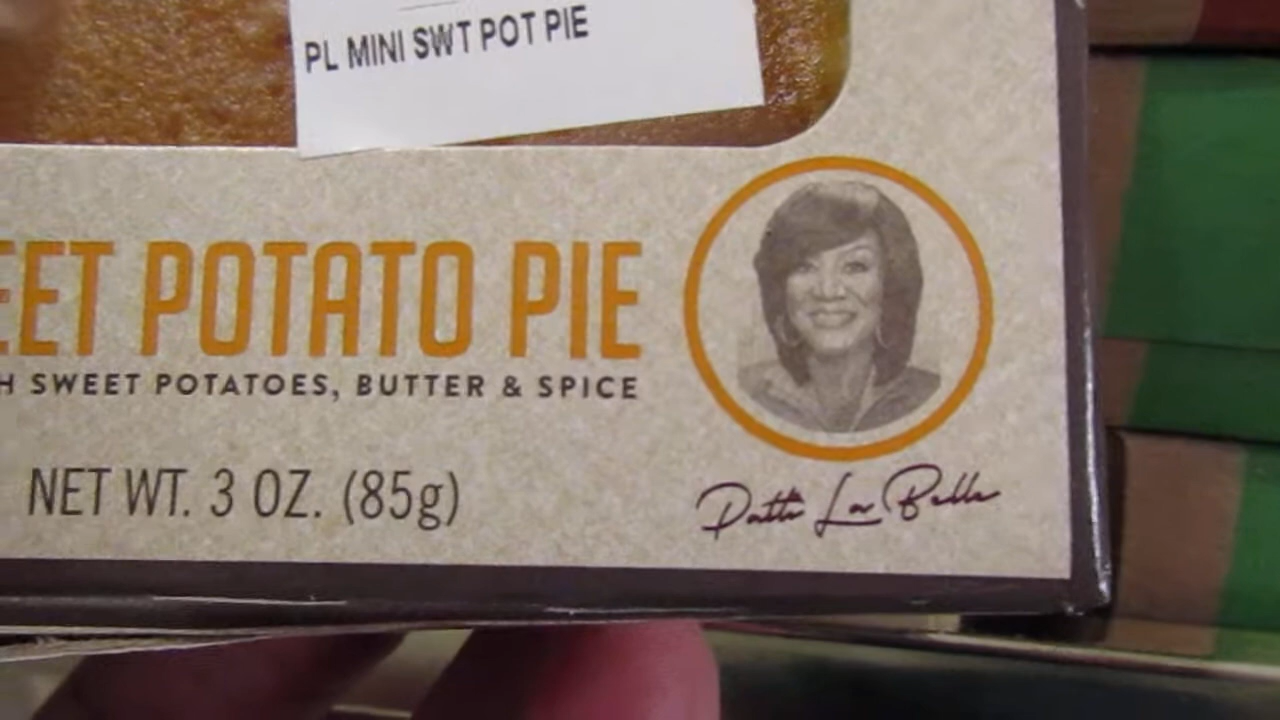 PL MINI SWT POT PIE
EET POTATO PIE
H SWEET POTATOES, BUTTER & SPICE
NET WT. 3 OZ. (85g)
Patti LaBelle